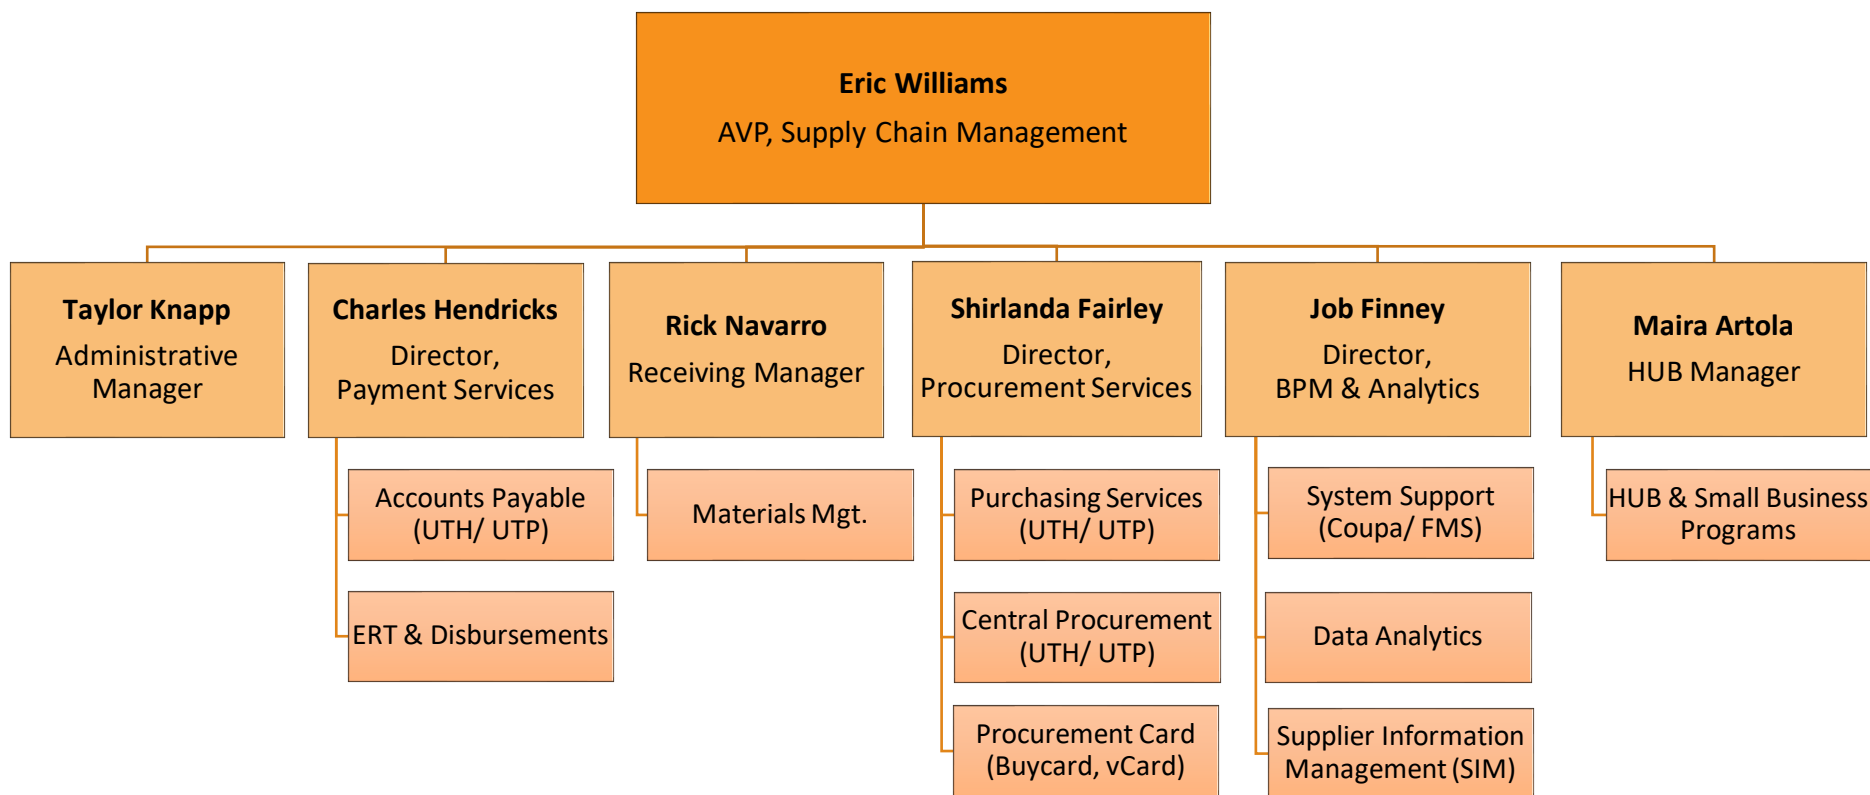 Eric Williams
AVP, Supply Chain Management
Taylor Knapp
Administrative
Manager
Charles Hendricks
Director,
Payment Services
Rick Navarro
Receiving Manager
Shirlanda Fairley
Director,
Procurement Services
Job Finney
Director,
BPM & Analytics
Maira Artola
HUB Manager
Accounts Payable
(UTH/ UTP)
ERT & Disbursements
Materials Mgt.
Purchasing Services
(UTH/ UTP)
Central Procurement
(UTH/ UTP)
Procurement Card
(Buycard, vCard)
System Support
(Coupa/ FMS)
Data Analytics
Supplier Information
Management (SIM)
HUB & Small Business
Programs